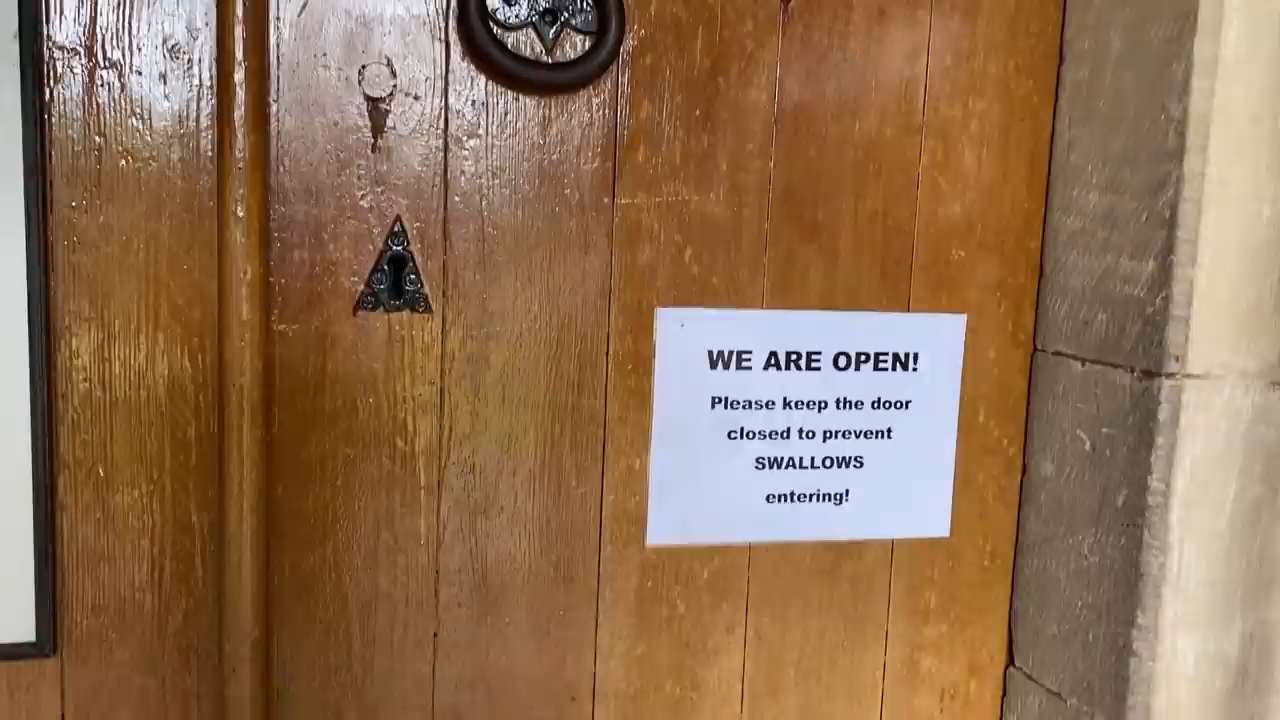 WE ARE OPEN!
Please keep the door
closed to prevent
SWALLOWS
entering!